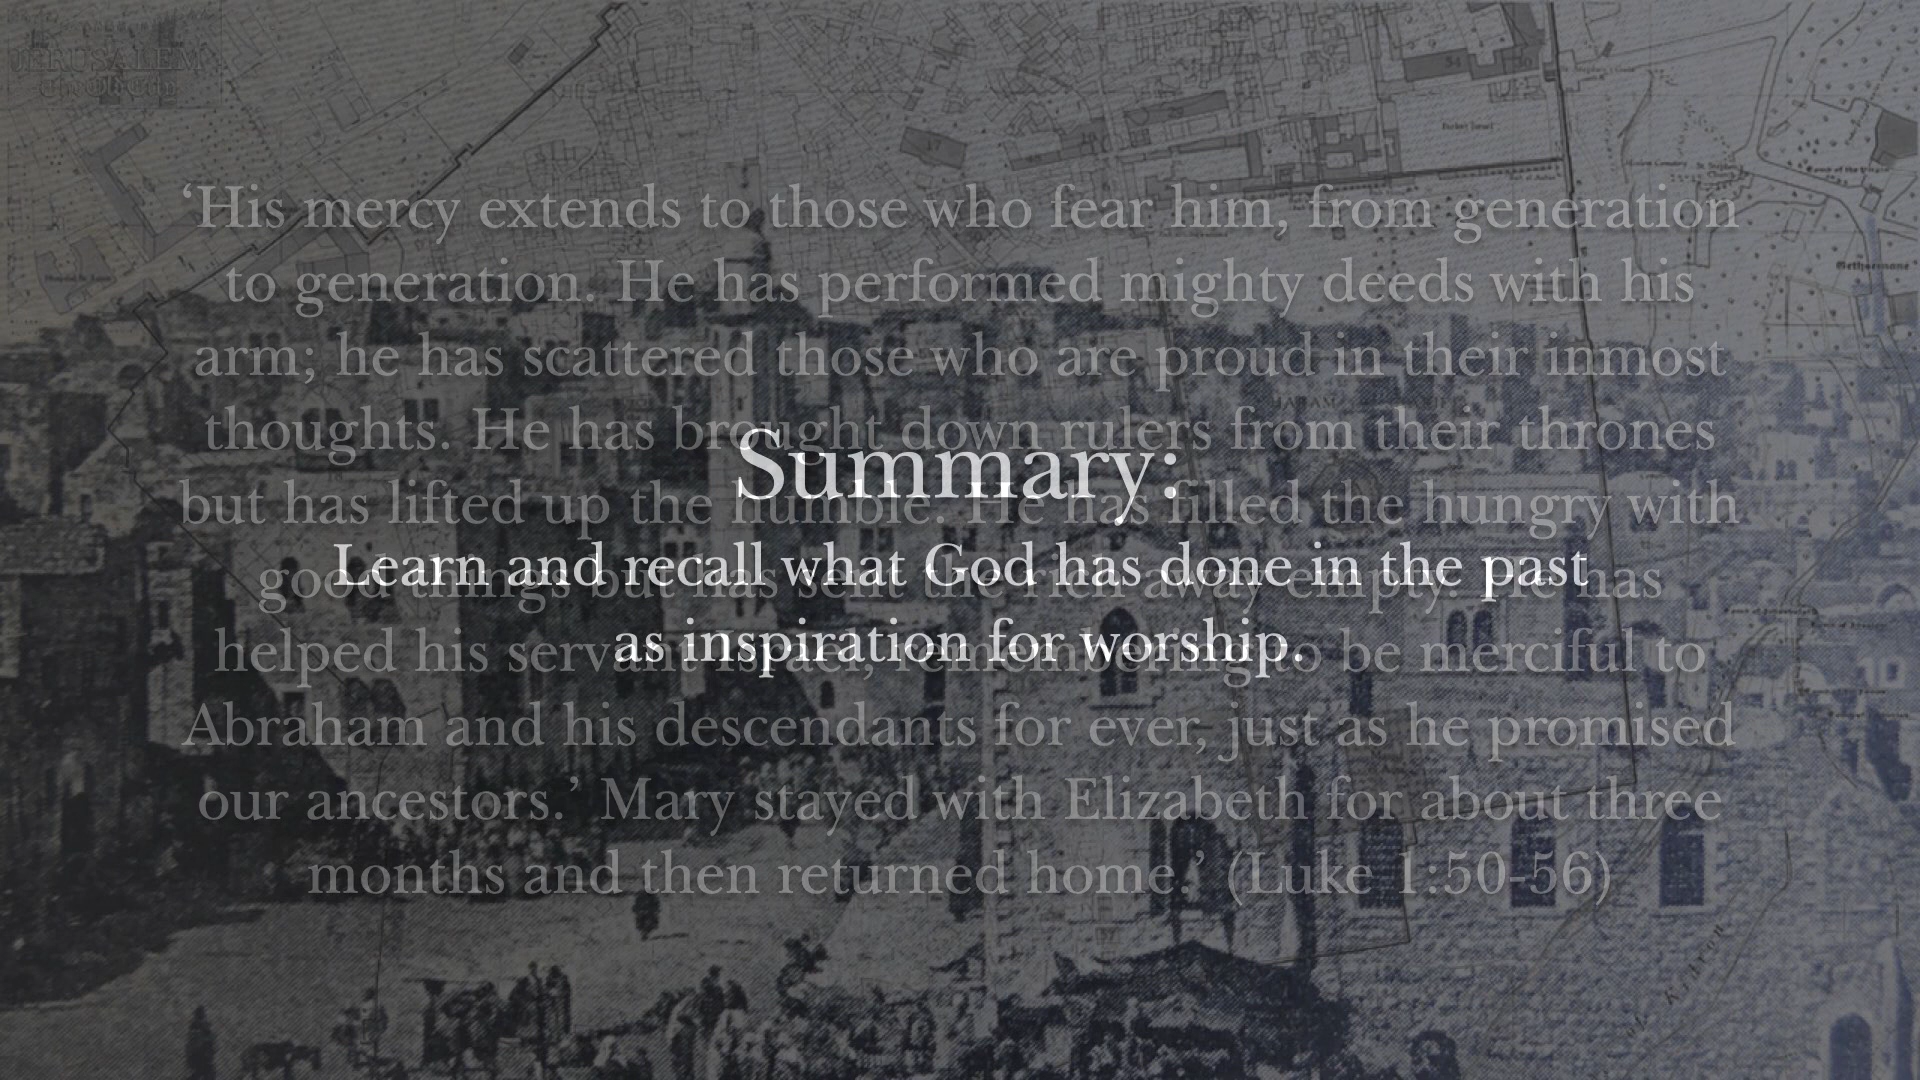 JERUSALEM
The Old City
Gethsemane
‘His mercy extends to those who fear him, from generation
to generation. He has performed mighty deeds with his
arm; he has scattered those who are proud in their inmost
thoughts. He has brought down rulers from their thrones
but has lifted up the humble. He has filled the hungry with
good things but has sent the rich away empty. He has
helped his servant to be merciful to
Abraham and his descendants for ever, just as he promised
our ancestors.’ Mary stayed with Elizabeth for about three
months and then returned home.’ (Luke 1:50-56)
Summary:
Learn and recall what God has done in the past
as inspiration for worship.
Kidron